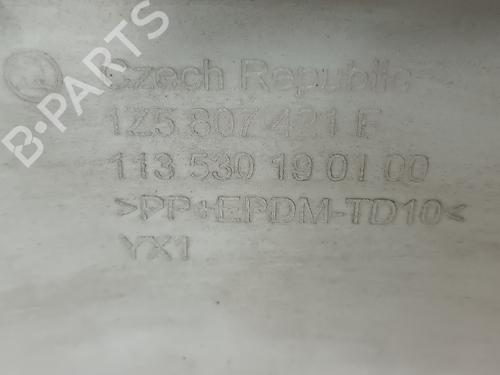 Czech Republic
1Z5 807 421 F
113 530 19 01 00
>PP+EPDM-TD10<
YX1
B-PARTS